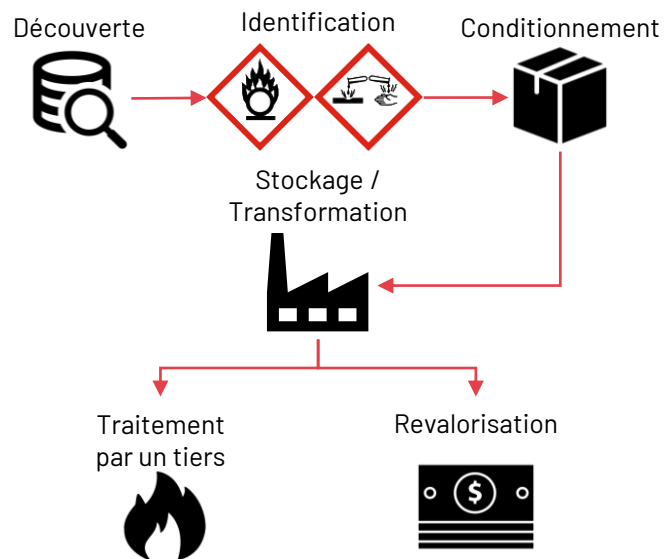 Découverte
Identification
Conditionnement
Stockage /
Transformation
Traitement
par un tiers
Revalorisation
$